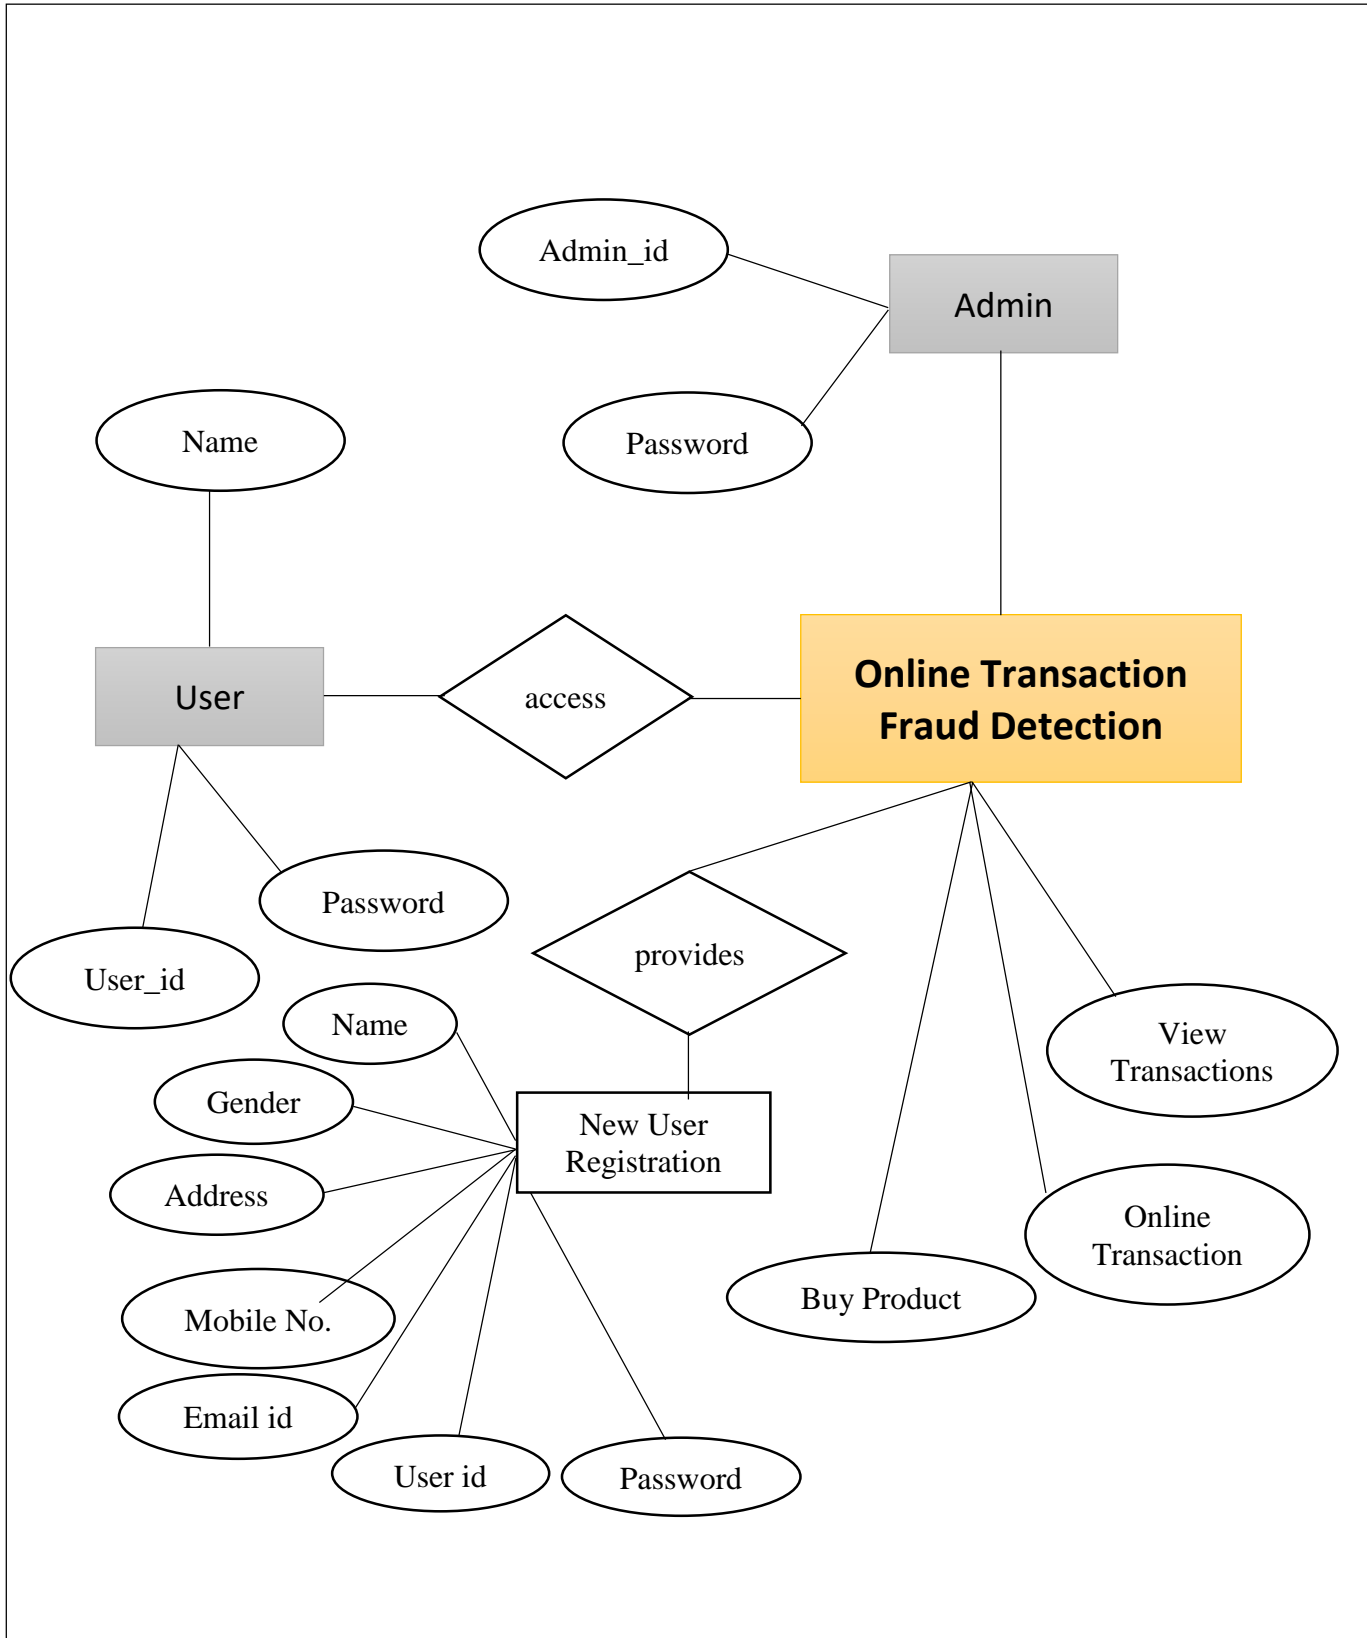 Admin_id
Admin
Name
Password
User
access
Online Transaction
Fraud Detection
Password
User_id
provides
Name
View
Transactions
Gender
New User
Registration
Address
Online
Transaction
Mobile No.
Buy Product
Email id
User id
Password